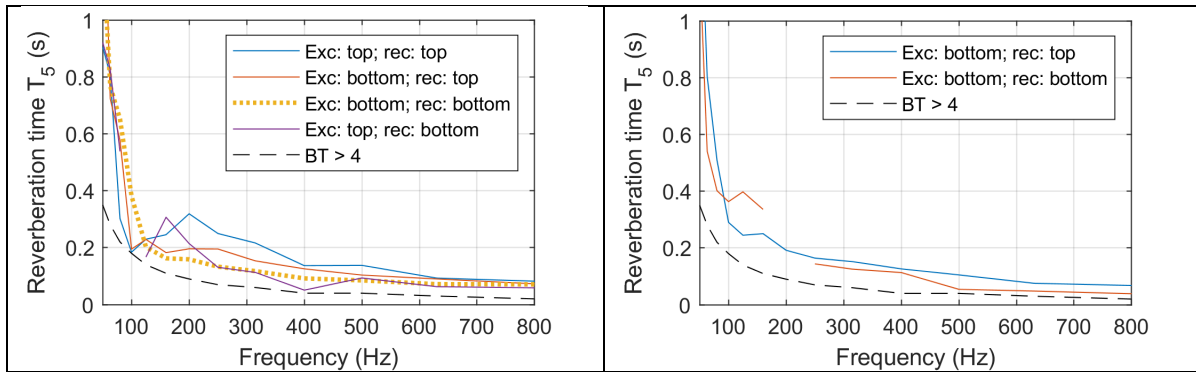 Reverberation time T5 (s)
1
0.8
0.6
0.4
0.2
0
Exc: top; rec: top
Exc: bottom; rec: top
Exc: bottom; rec: bottom
Exc: top; rec: bottom
BT > 4
100 200 300 400 500 600 700 800
Frequency (Hz)
Reverberation time T5 (s)
1
0.8
0.6
0.4
0.2
0
Exc: bottom; rec: top
Exc: bottom; rec: bottom
BT > 4
100 200 300 400 500 600 700 800
Frequency (Hz)